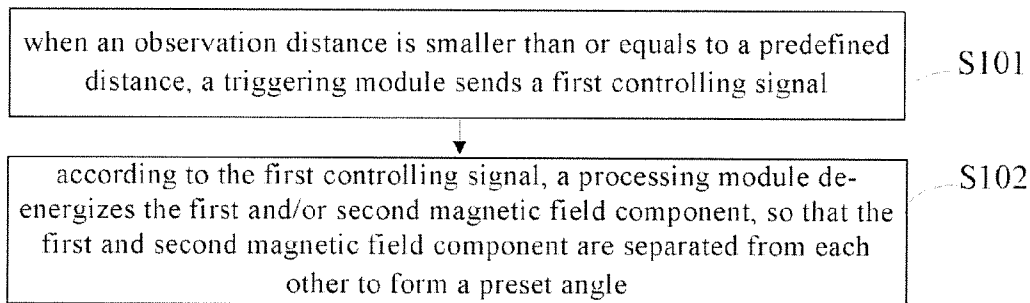 when an observation distance is smaller than or equals to a predefined
distance, a triggering module sends a first controlling signal
S101
according to the first controlling signal, a processing module de-
energizes the first and/or second magnetic field component, so that the
first and second magnetic field component are separated from each
other to form a preset angle
S102